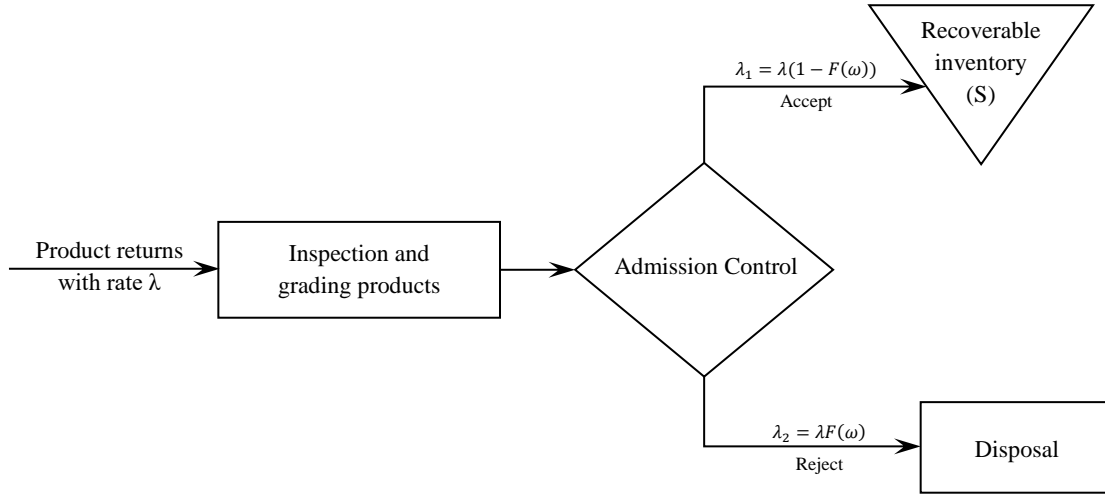 Product returns
with rate λ
Inspection and
grading products
Admission Control
𝜆₁ = 𝜆(1 − 𝐹(𝜔))
Accept
Recoverable
inventory
(S)
𝜆₂ = 𝜆𝐹(𝜔)
Reject
Disposal